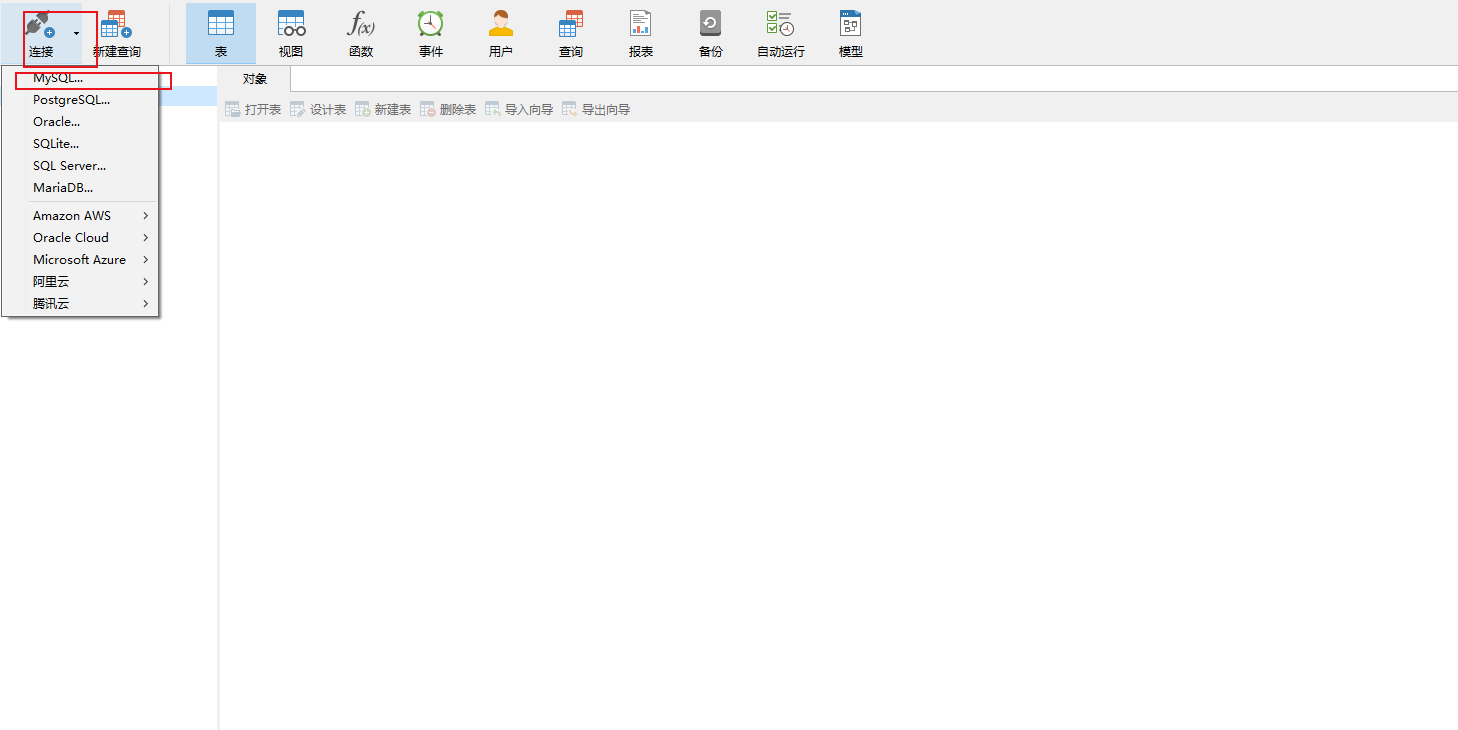 连接
新建查询
表
视图
函数
事件
用户
查询
报表
备份
自动运行
模型
MySQL...
PostgreSQL...
Oracle...
SQLite...
SQL Server...
MariaDB...
Amazon AWS
Oracle Cloud
Microsoft Azure
阿里云
腾讯云
对象
打开表 设计表 新建表 删除表 导入向导 导出向导